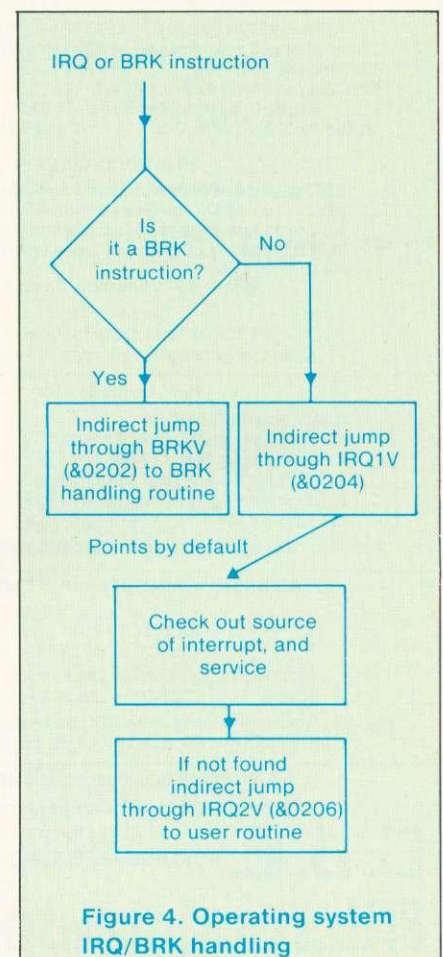 IRQ or BRK instruction
Is
it a BRK
instruction?
No
Yes
Indirect jump
through BRKV
(&0202) to BRK
handling routine
Indirect jump
through IRQ1V
(&0204)
Points by default
Check out source
of interrupt, and
service
If not found
indirect jump
through IRQ2V (&0206)
to user routine
Figure 4. Operating system
IRQ/BRK handling